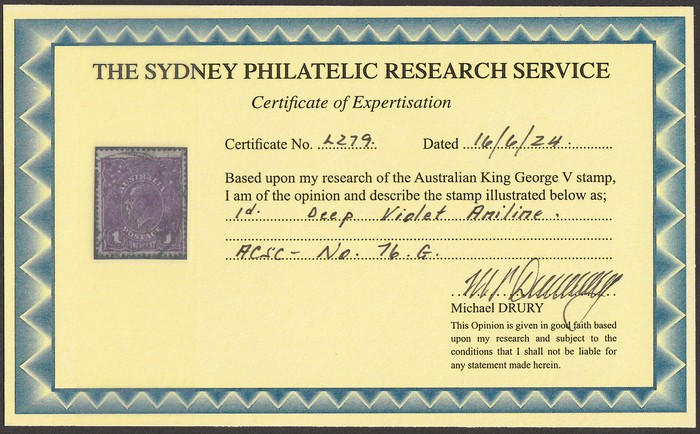 THE SYDNEY PHILATELIC RESEARCH SERVICE
Certificate of Expertisation
Certificate No. L279. Dated 16/6/24
Based upon my research of the Australian King George V stamp,
I am of the opinion and describe the stamp illustrated below as;
1d. Deep Violet Aniline.
ACSC - No. 76. G.
AUSTRALIA
POSTAGE
Michael DRURY
This Opinion is given in good faith based
upon my research and subject to the
conditions that I shall not be liable for
any statement made herein.